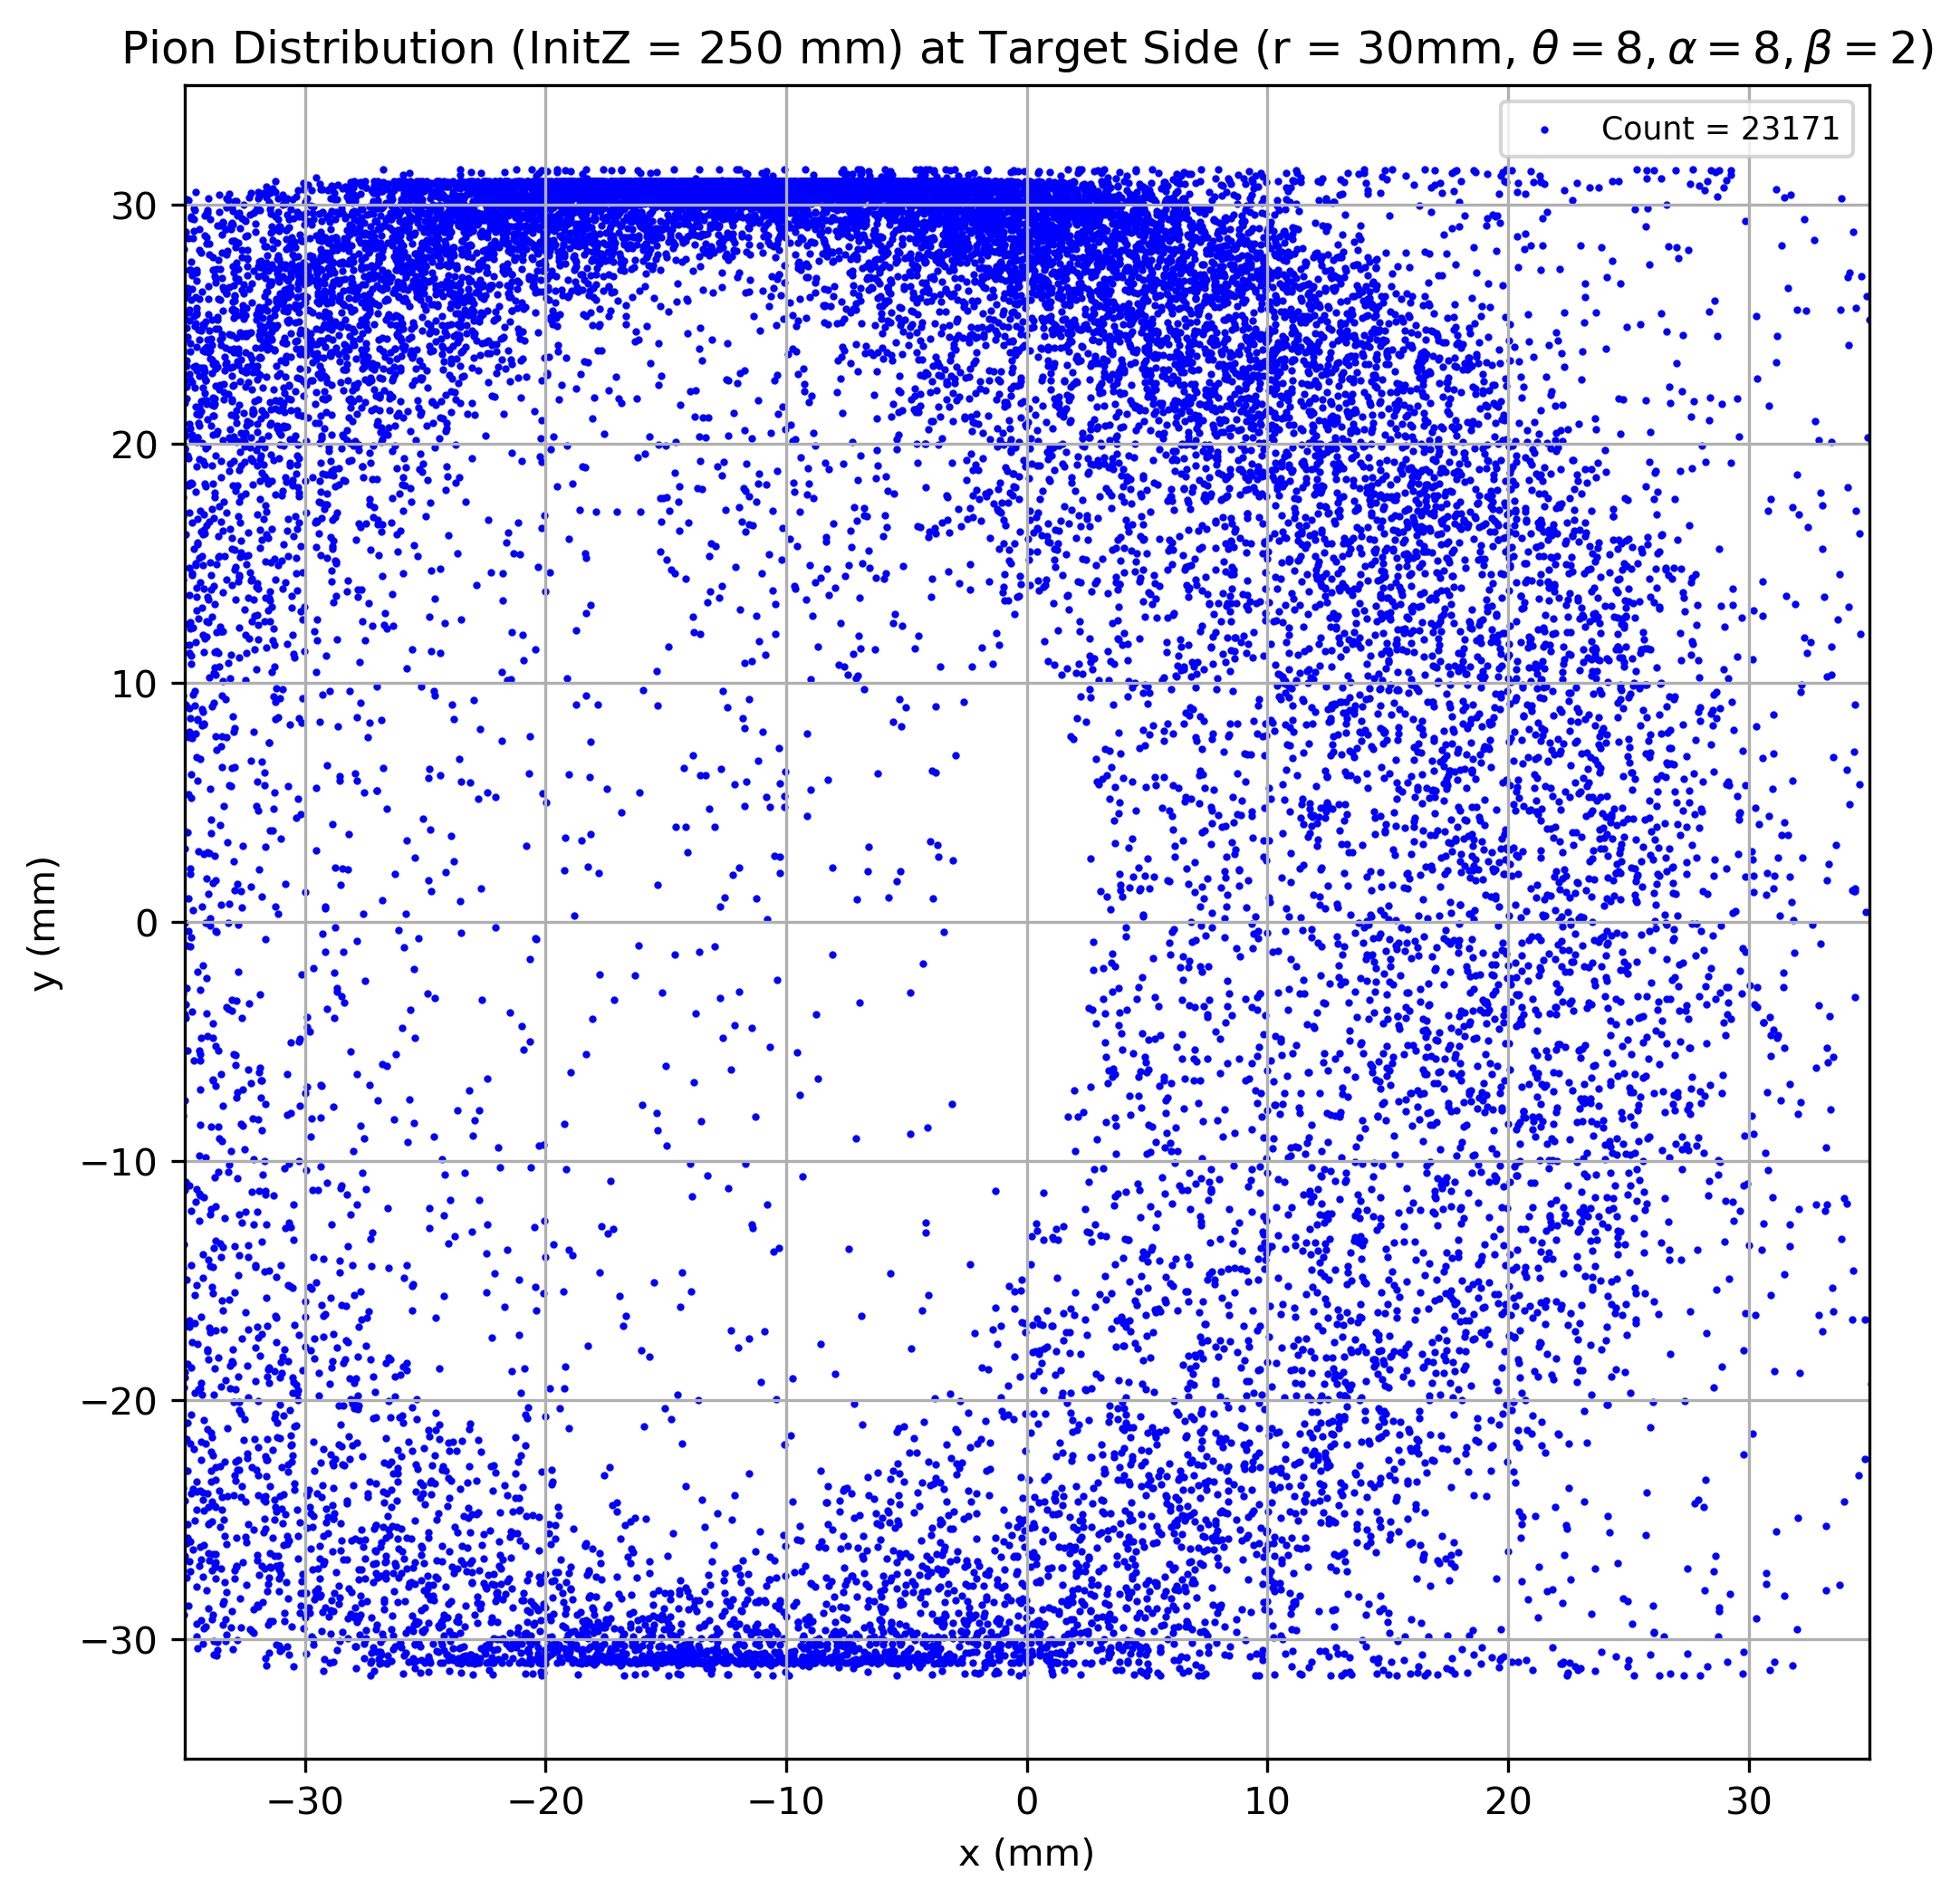 Pion Distribution (InitZ = 250 mm) at Target Side (r = 30mm, θ = 8, α = 8, β = 2)
Count = 23171
30
20
10
0
−10
−20
−30
y (mm)
−30 −20 −10 0 10 20 30
x (mm)